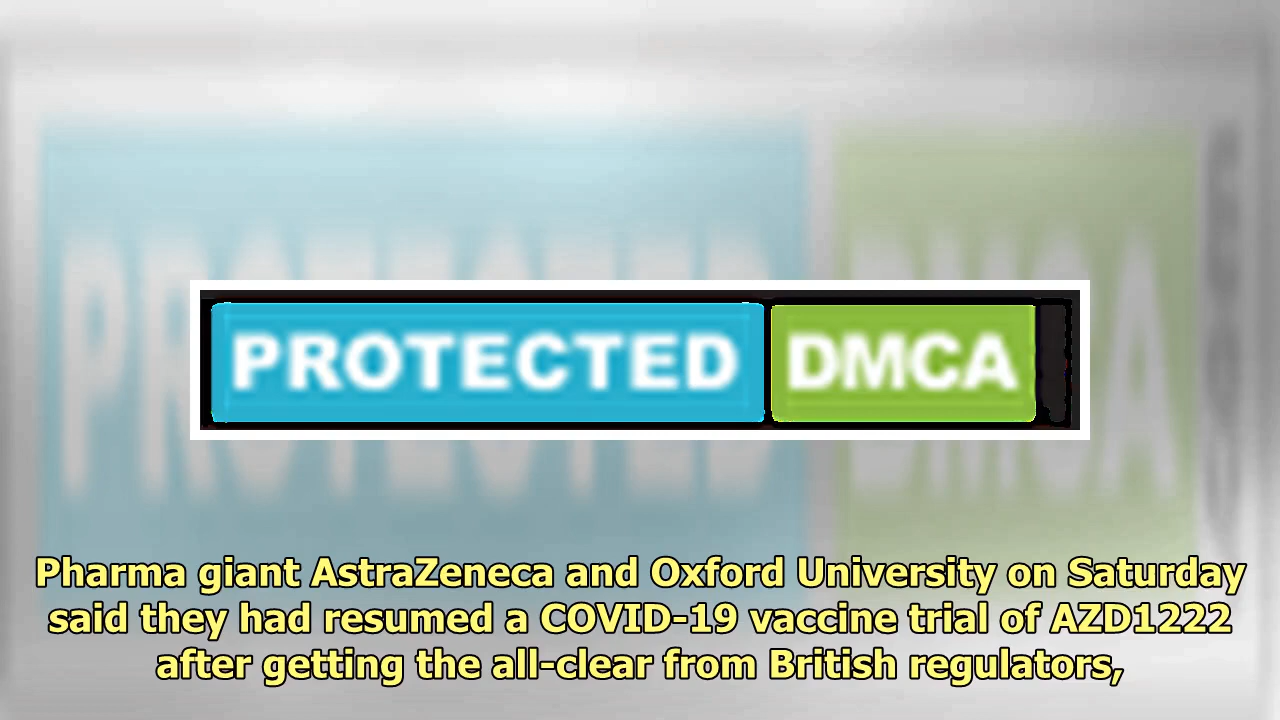 PROTECTED DMCA
Pharma giant AstraZeneca and Oxford University on Saturday
said they had resumed a COVID-19 vaccine trial of AZD1222
after getting the all-clear from British regulators,